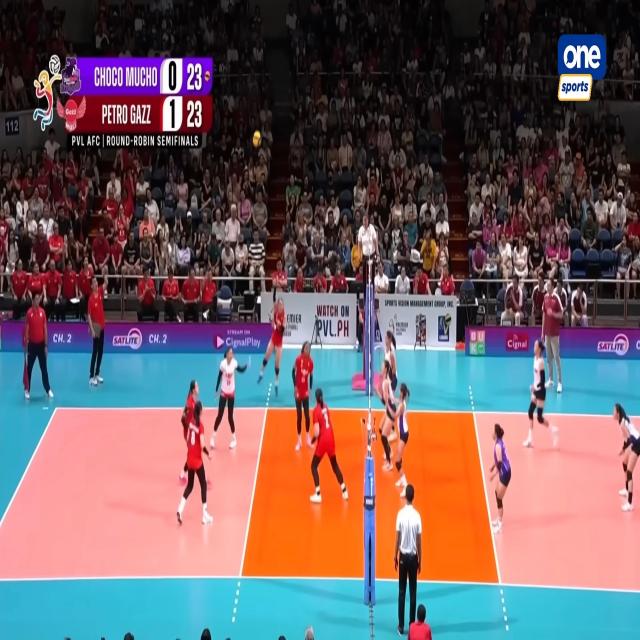 one
sports
CHOCO MUCHO 0 23
PETRO GAZZ 1 23
PVL AFC | ROUND-ROBIN SEMIFINALS
112
WATCH ON
PVL.PH
SPORTS VISION MANAGEMENT GROUP, INC.
CH. 2
SATLITE
CH. 2
STREAM ON
CignalPlay
Cignal
SATLITE